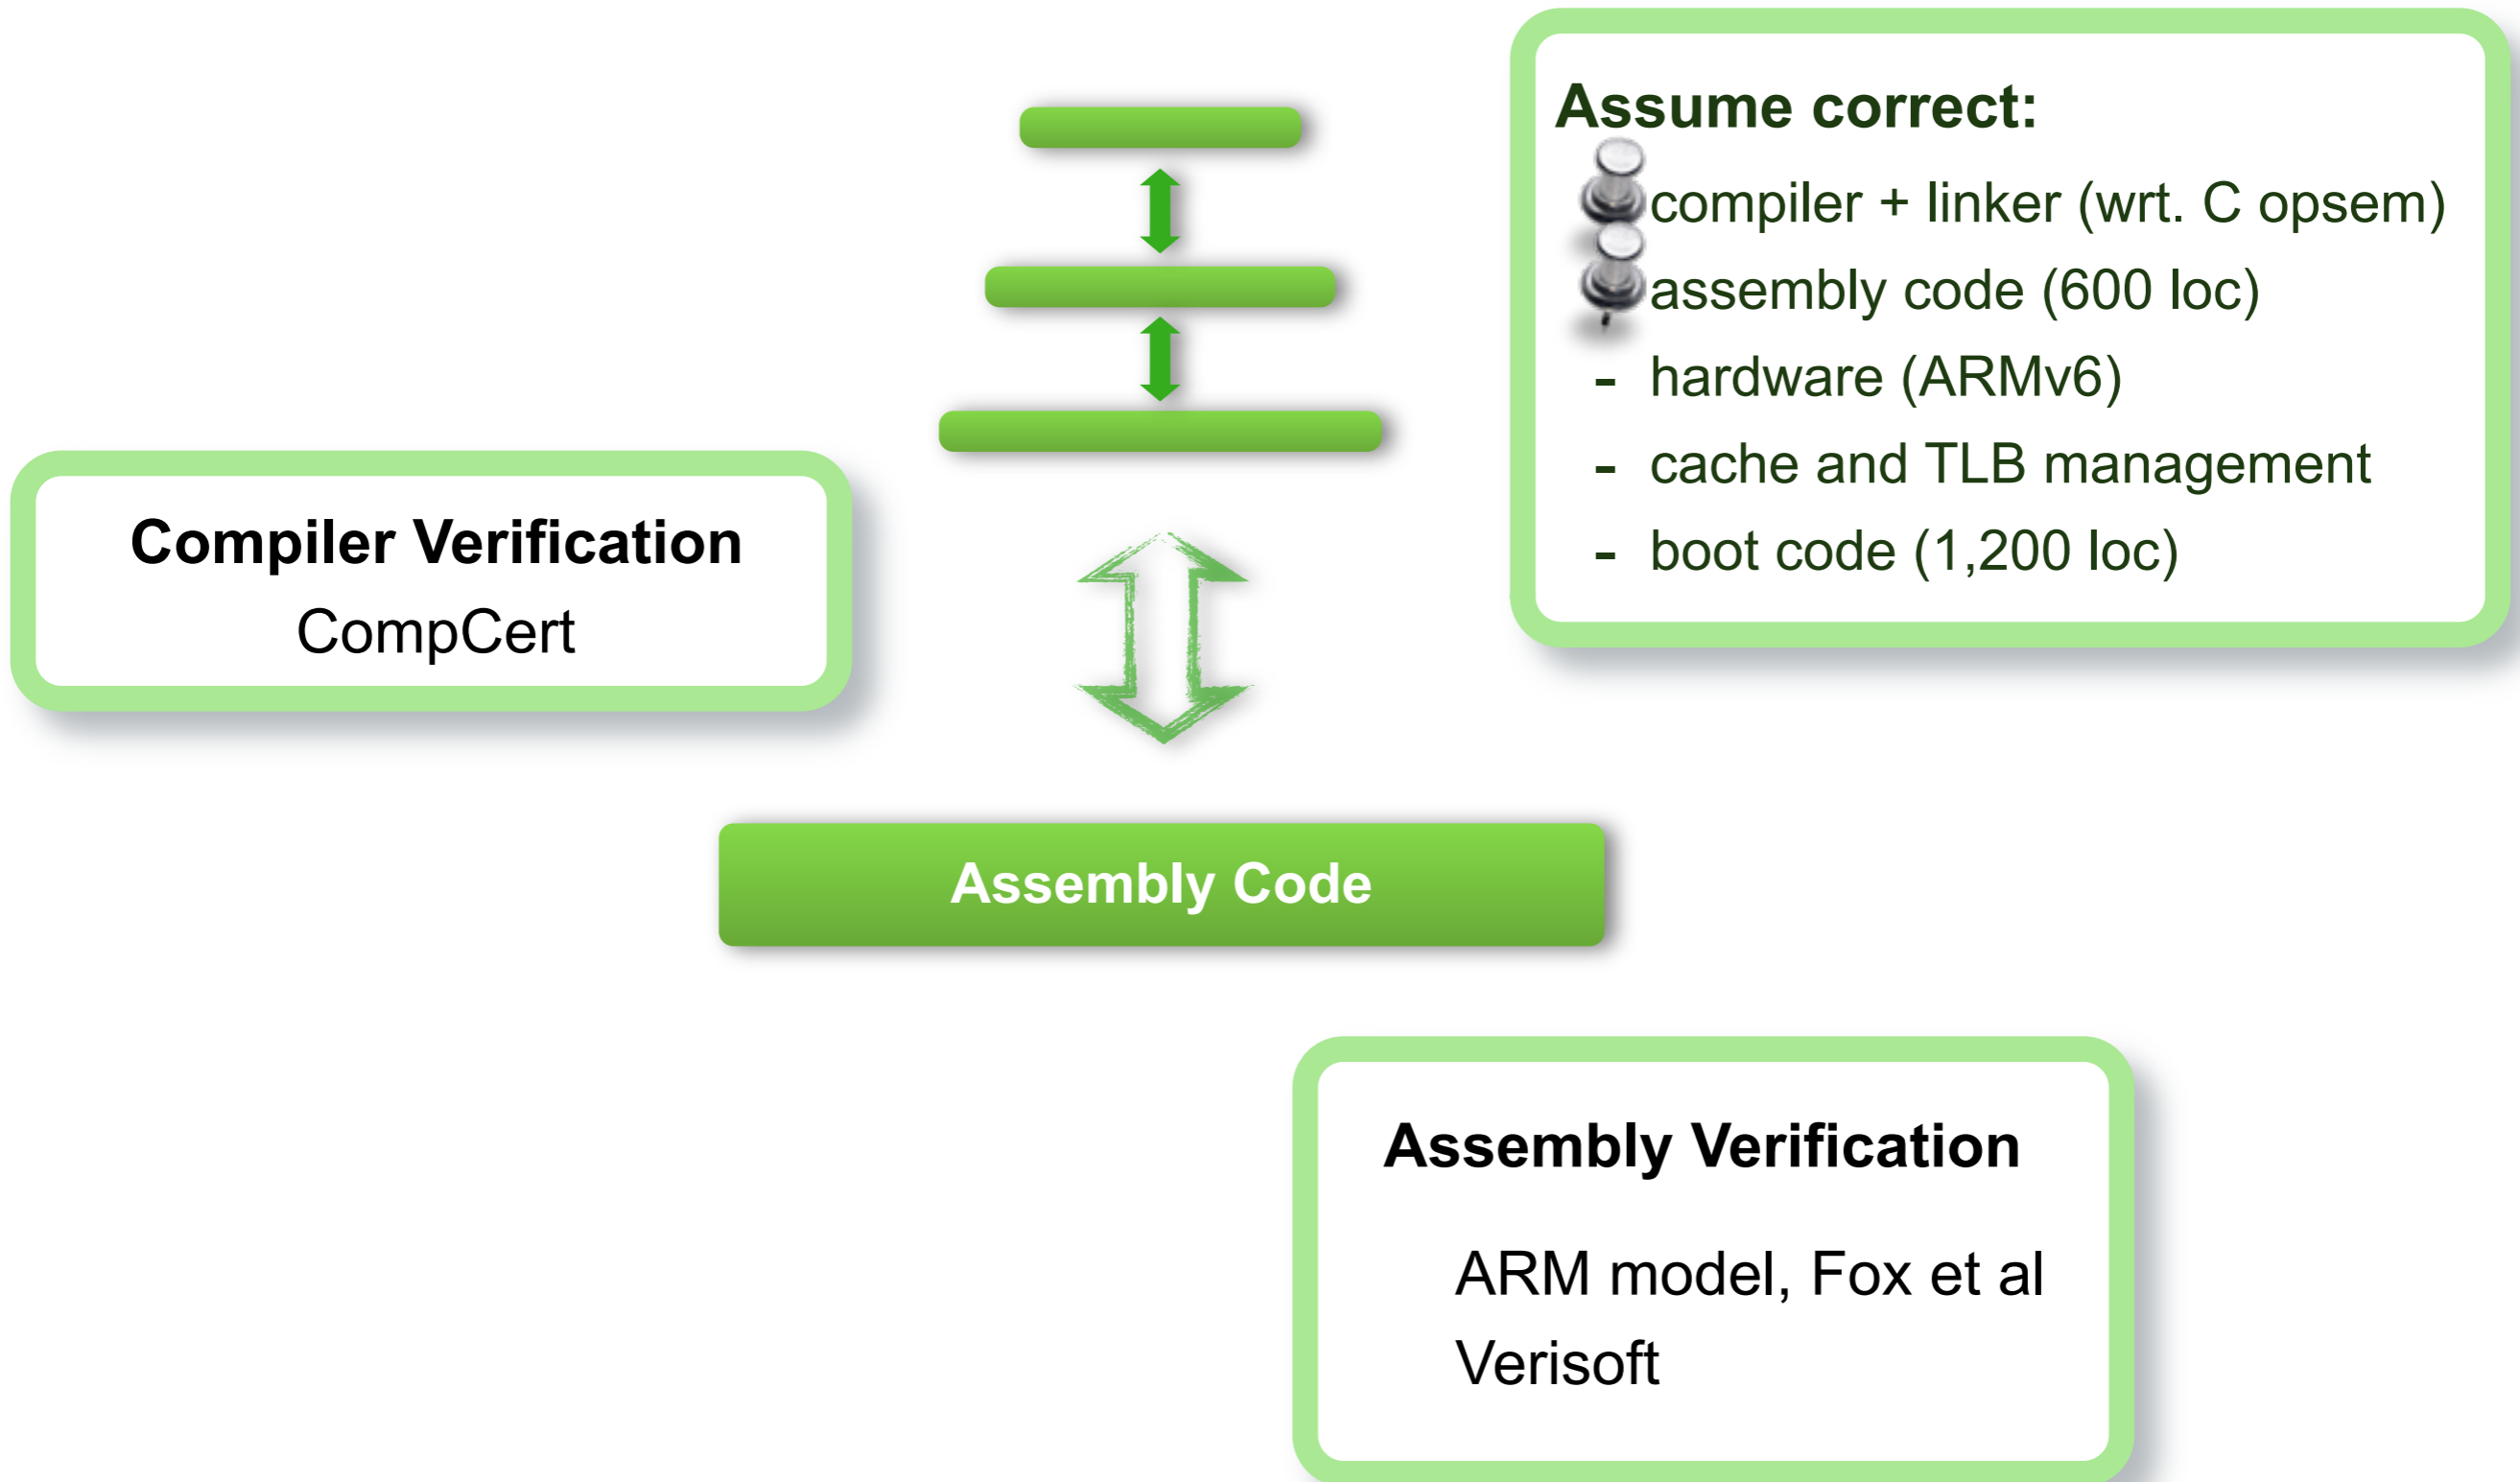 Assume correct:
compiler + linker (wrt. C opsem)
assembly code (600 loc)
- hardware (ARMv6)
- cache and TLB management
- boot code (1,200 loc)
Compiler Verification
CompCert
Assembly Code
Assembly Verification
ARM model, Fox et al
Verisoft